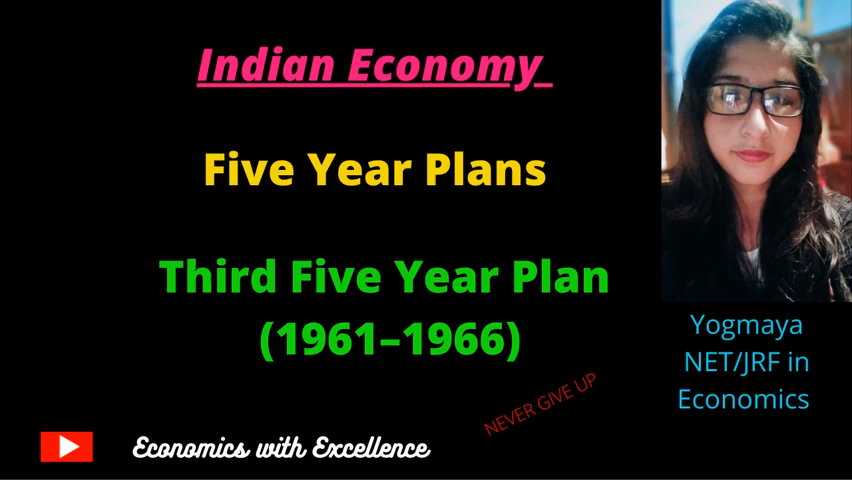 Indian Economy
Five Year Plans
Third Five Year Plan
(1961–1966)
Yogmaya
NET/JRF in
Economics
NEVER GIVE UP
Economics with Excellence